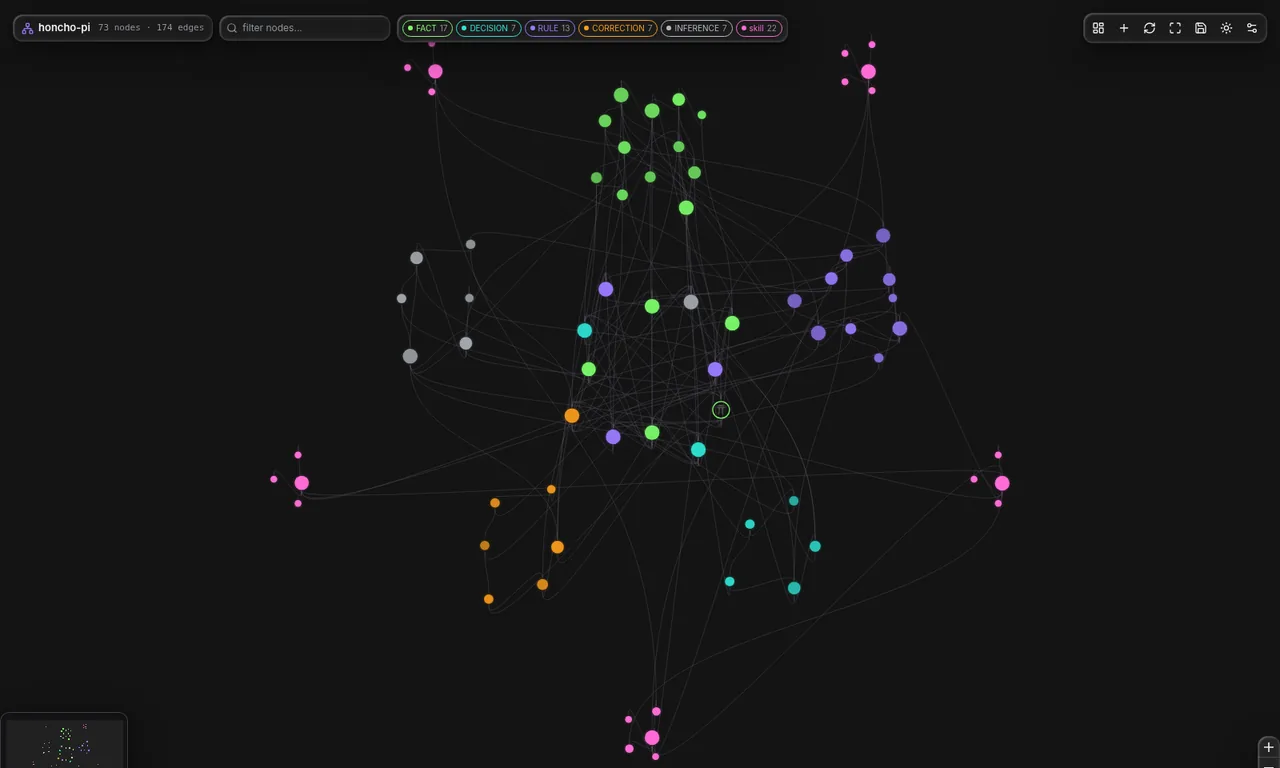 honcho-pi 73 nodes · 174 edges
filter nodes...
FACT 17
DECISION 7
RULE 13
CORRECTION 7
INFERENCE 7
skill 22